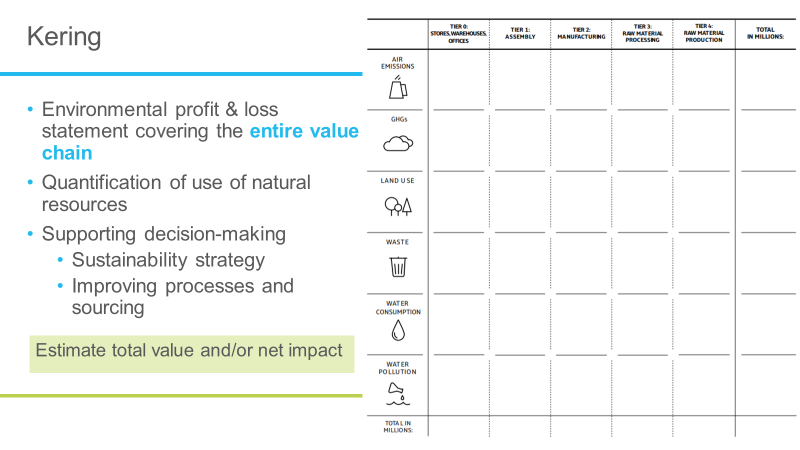 Kering
• Environmental profit & loss
statement covering the entire value
chain
• Quantification of use of natural
resources
• Supporting decision-making
• Sustainability strategy
• Improving processes and
sourcing
Estimate total value and/or net impact
TIER 0:
STORES, WAREHOUSES,
OFFICES
TIER 1:
ASSEMBLY
TIER 2:
MANUFACTURING
TIER 3:
RAW MATERIAL
PROCESSING
TIER 4:
RAW MATERIAL
PRODUCTION
TOTAL
IN MILLIONS:
AIR
EMISSIONS
GHGs
LAND USE
WASTE
WATER
CONSUMPTION
WATER
POLLUTION
TOTAL IN
MILLIONS: